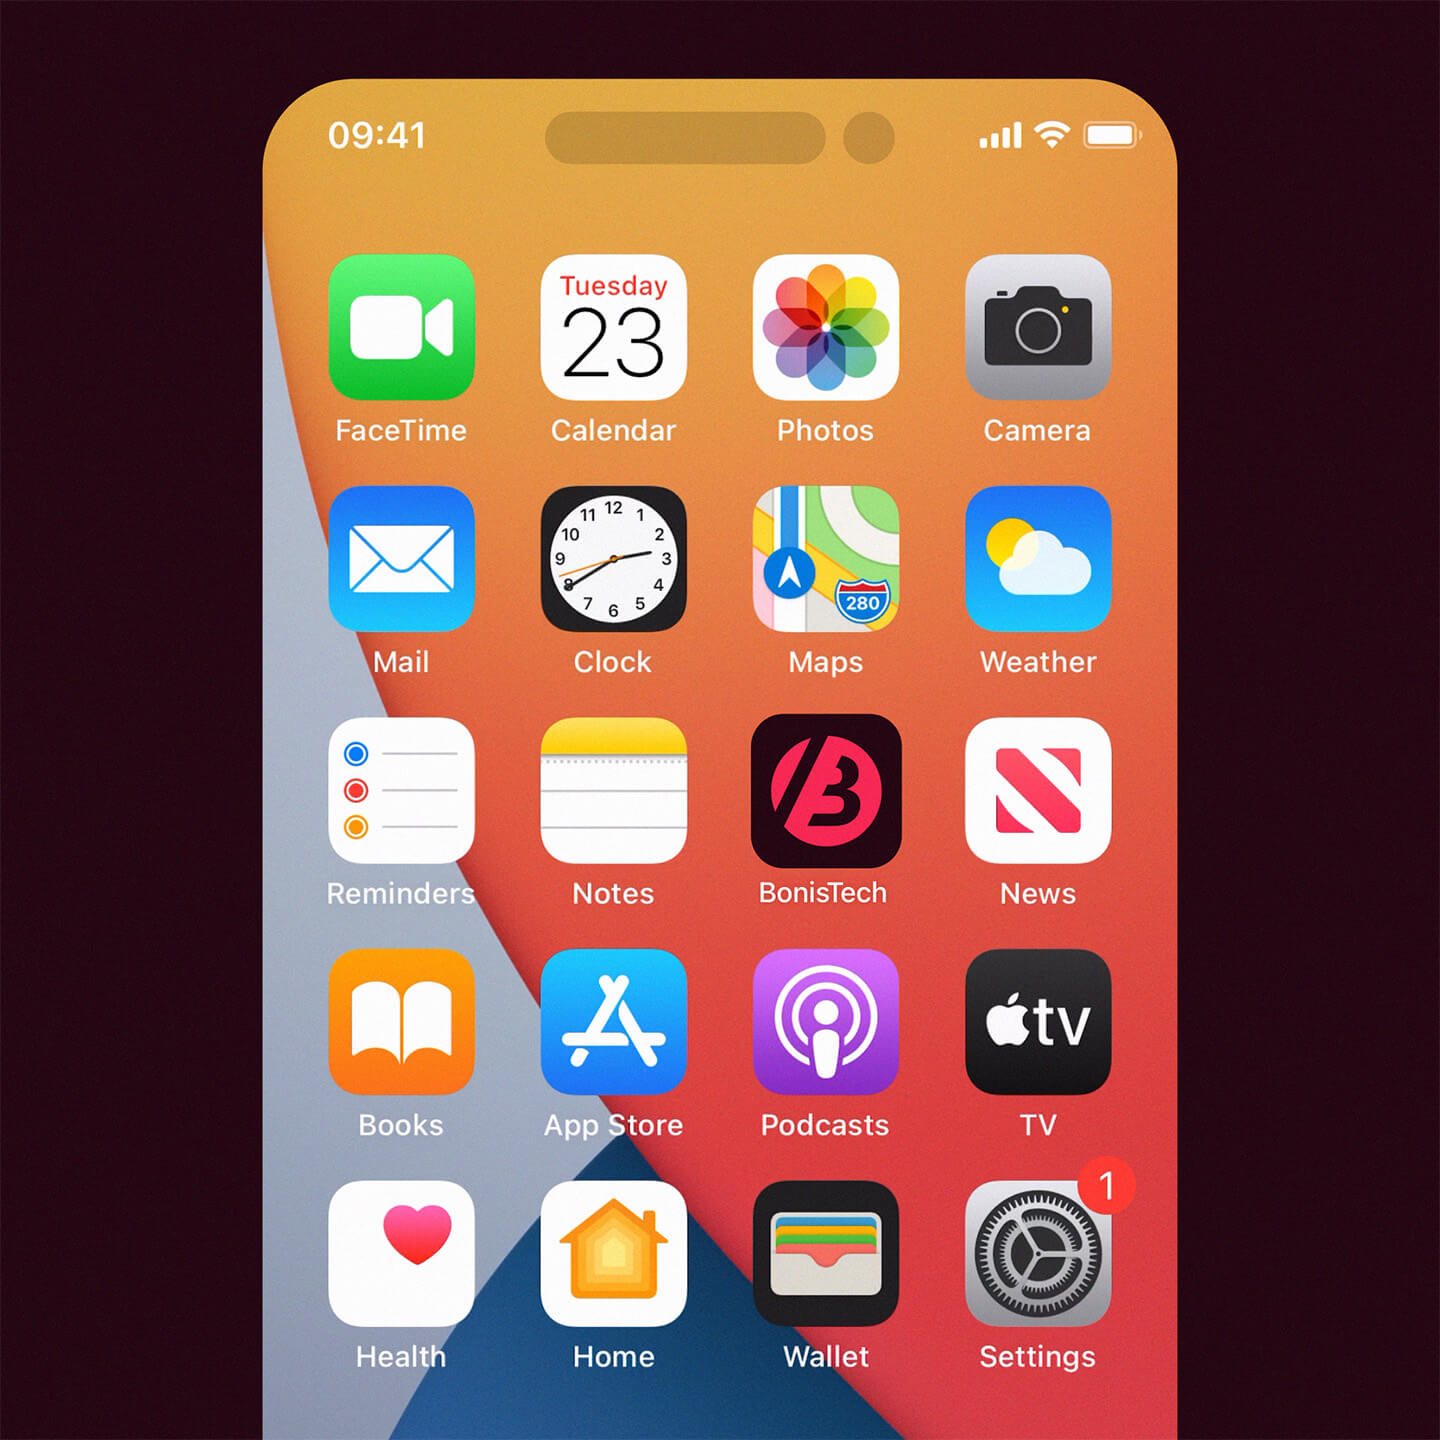 09:41
Tuesday
23
FaceTime
Calendar
Photos
Camera
12
11
1
10
2
9
3
8
4
7
5
6
280
Mail
Clock
Maps
Weather
B
Reminders
Notes
BonisTech
News
tv
Books
App Store
Podcasts
TV
1
Health
Home
Wallet
Settings